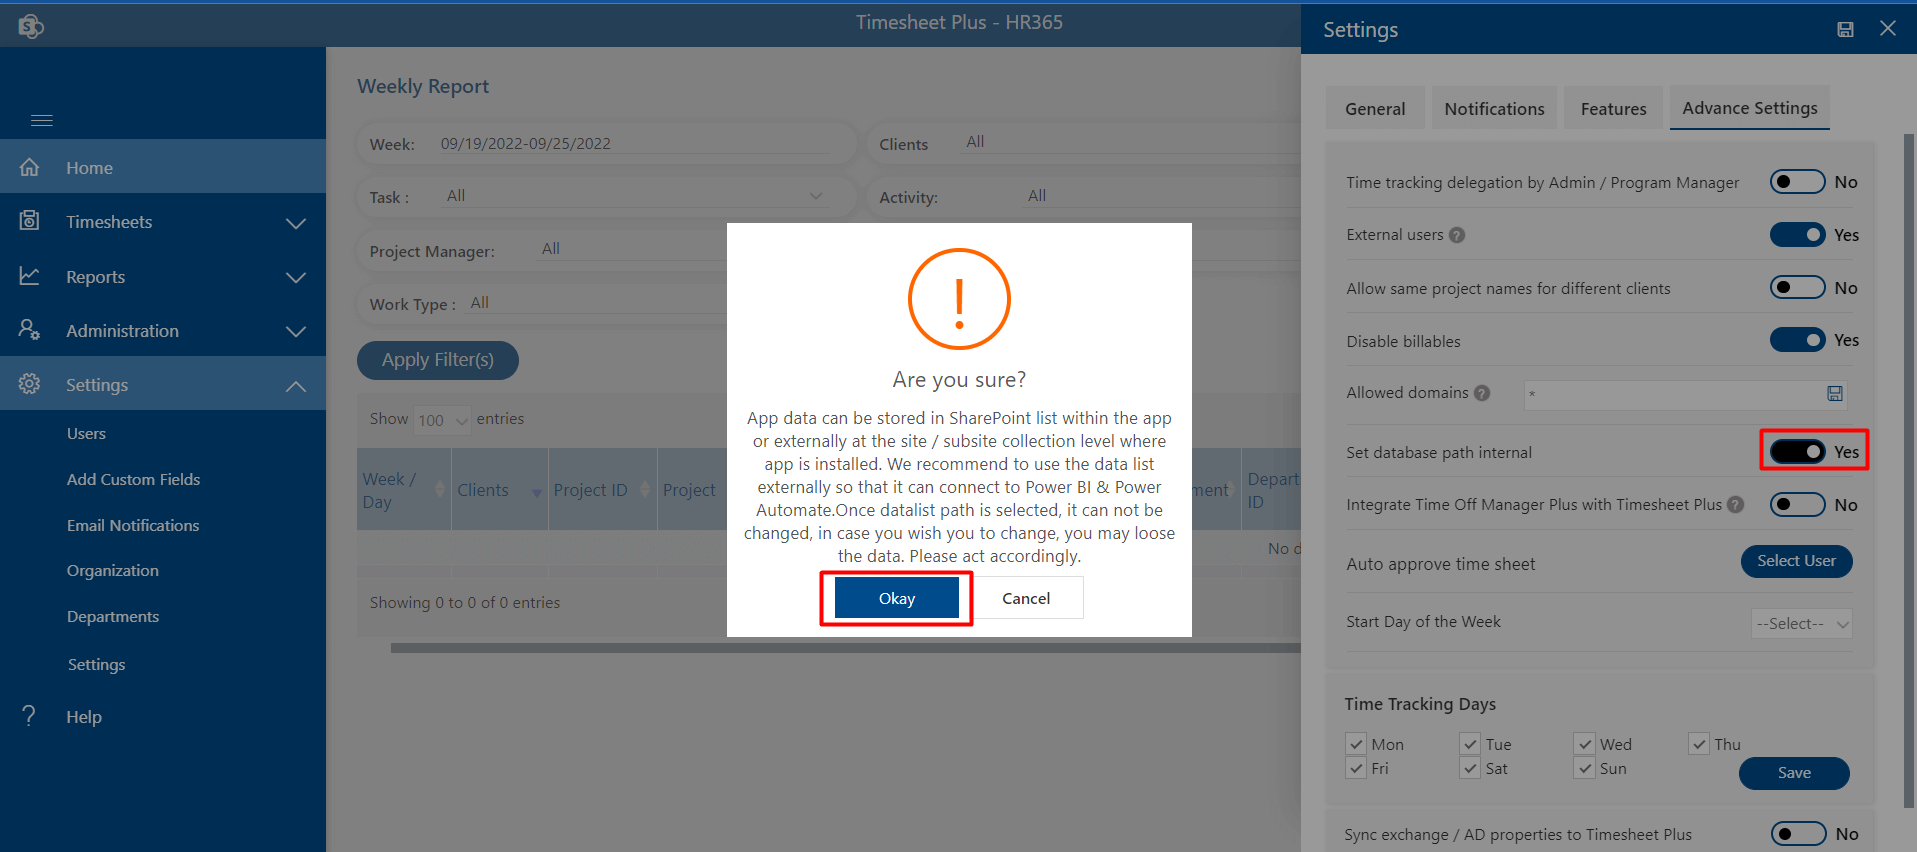 Timesheet Plus - HR365
Home
Timesheets
Reports
Administration
Settings
Users
Add Custom Fields
Email Notifications
Organization
Departments
Settings
? Help
Weekly Report
Week: 09/19/2022-09/25/2022
Clients All
Task : All
Activity: All
Project Manager: All
Work Type : All
Apply Filter(s)
Show 100 entries
Week / Day
Clients
Project ID
Project
ment
Depart
ID
No d
Showing 0 to 0 of 0 entries
!
Are you sure?
App data can be stored in SharePoint list within the app
or externally at the site / subsite collection level where
app is installed. We recommend to use the data list
externally so that it can connect to Power BI & Power
Automate.Once datalist path is selected, it can not be
changed, in case you wish you to change, you may loose
the data. Please act accordingly.
Okay
Cancel
Settings
General
Notifications
Features
Advance Settings
Time tracking delegation by Admin / Program Manager No
External users ? Yes
Allow same project names for different clients No
Disable billables Yes
Allowed domains ? *
Set database path internal Yes
Integrate Time Off Manager Plus with Timesheet Plus ? No
Auto approve time sheet Select User
Start Day of the Week --Select--
Time Tracking Days
Mon Tue Wed Thu
Fri Sat Sun
Save
Sync exchange / AD properties to Timesheet Plus No